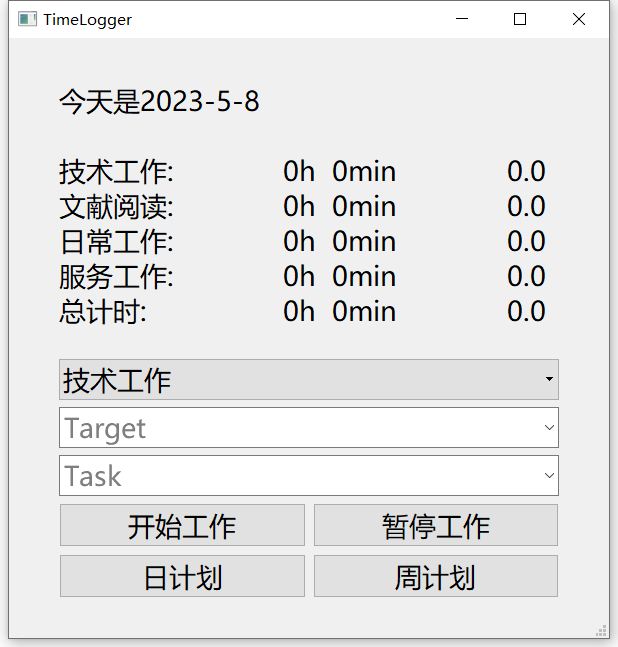 TimeLogger
今天是2023-5-8
技术工作: 0h 0min 0.0
文献阅读: 0h 0min 0.0
日常工作: 0h 0min 0.0
服务工作: 0h 0min 0.0
总计时: 0h 0min 0.0
技术工作
Target
Task
开始工作 暂停工作
日计划 周计划